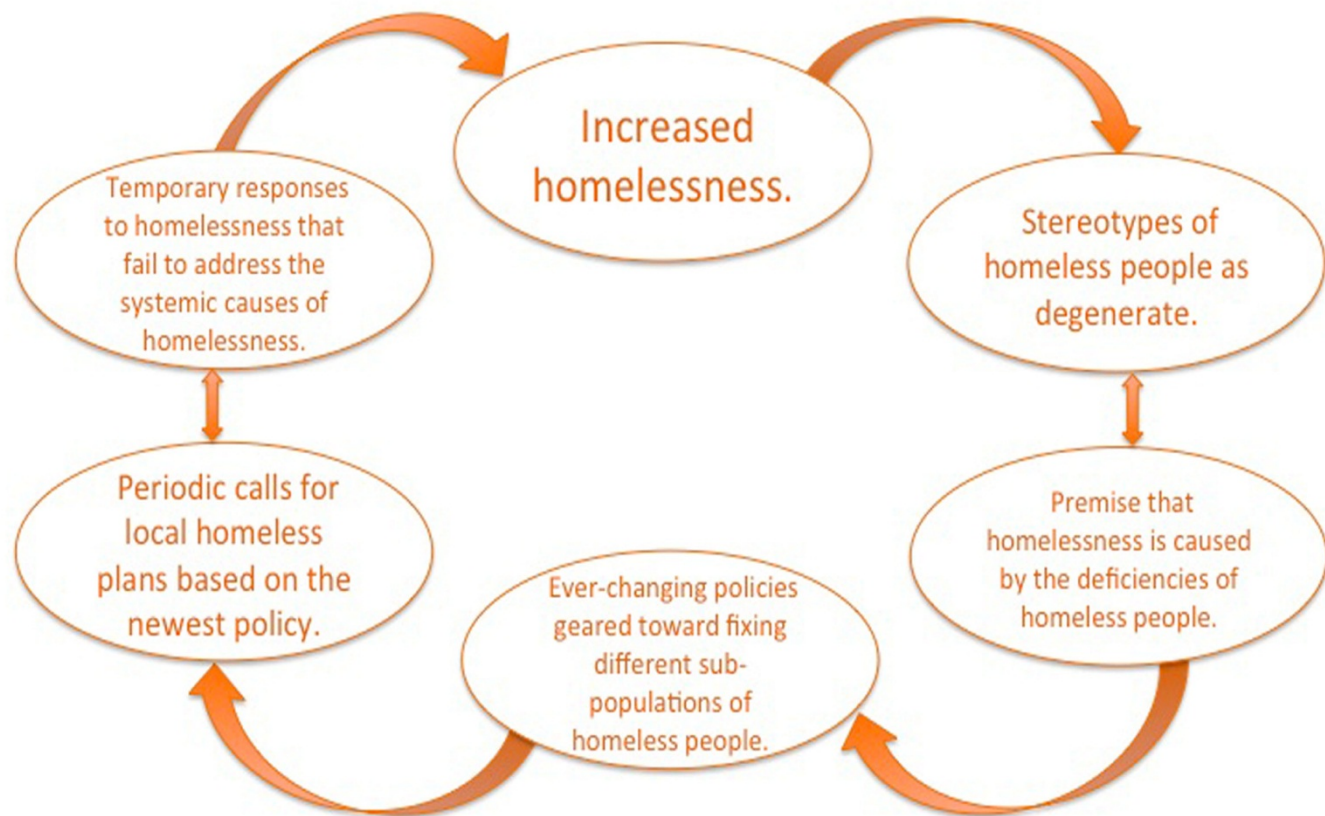 Increased
homelessness.
Stereotypes of
homeless people as
degenerate.
Premise that
homelessness is caused
by the deficiencies of
homeless people.
Ever-changing policies
geared toward fixing
different sub-
populations of
homeless people.
Periodic calls for
local homeless
plans based on the
newest policy.
Temporary responses
to homelessness that
fail to address the
systemic causes of
homelessness.